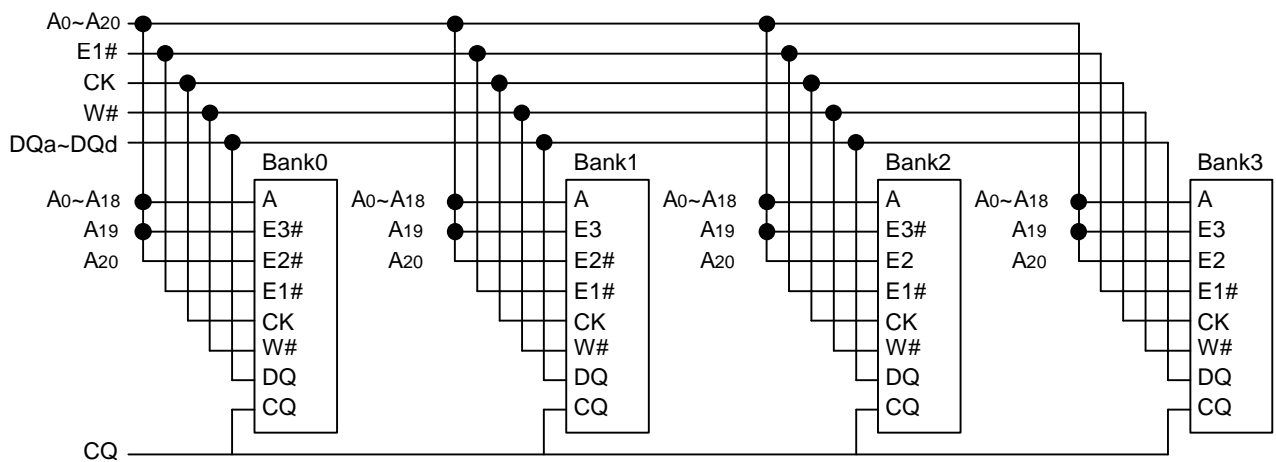 A0~A20
E1#
CK
W#
DQa~DQd
Bank0
Bank1
Bank2
Bank3
A0~A18 A A0~A18 A A0~A18 A A0~A18 A
A19 E3# A19 E3 A19 E3# A19 E3
A20 E2# A20 E2# A20 E2 A20 E2
E1# E1# E1# E1#
CK CK CK CK
W# W# W# W#
DQ DQ DQ DQ
CQ CQ CQ CQ
CQ